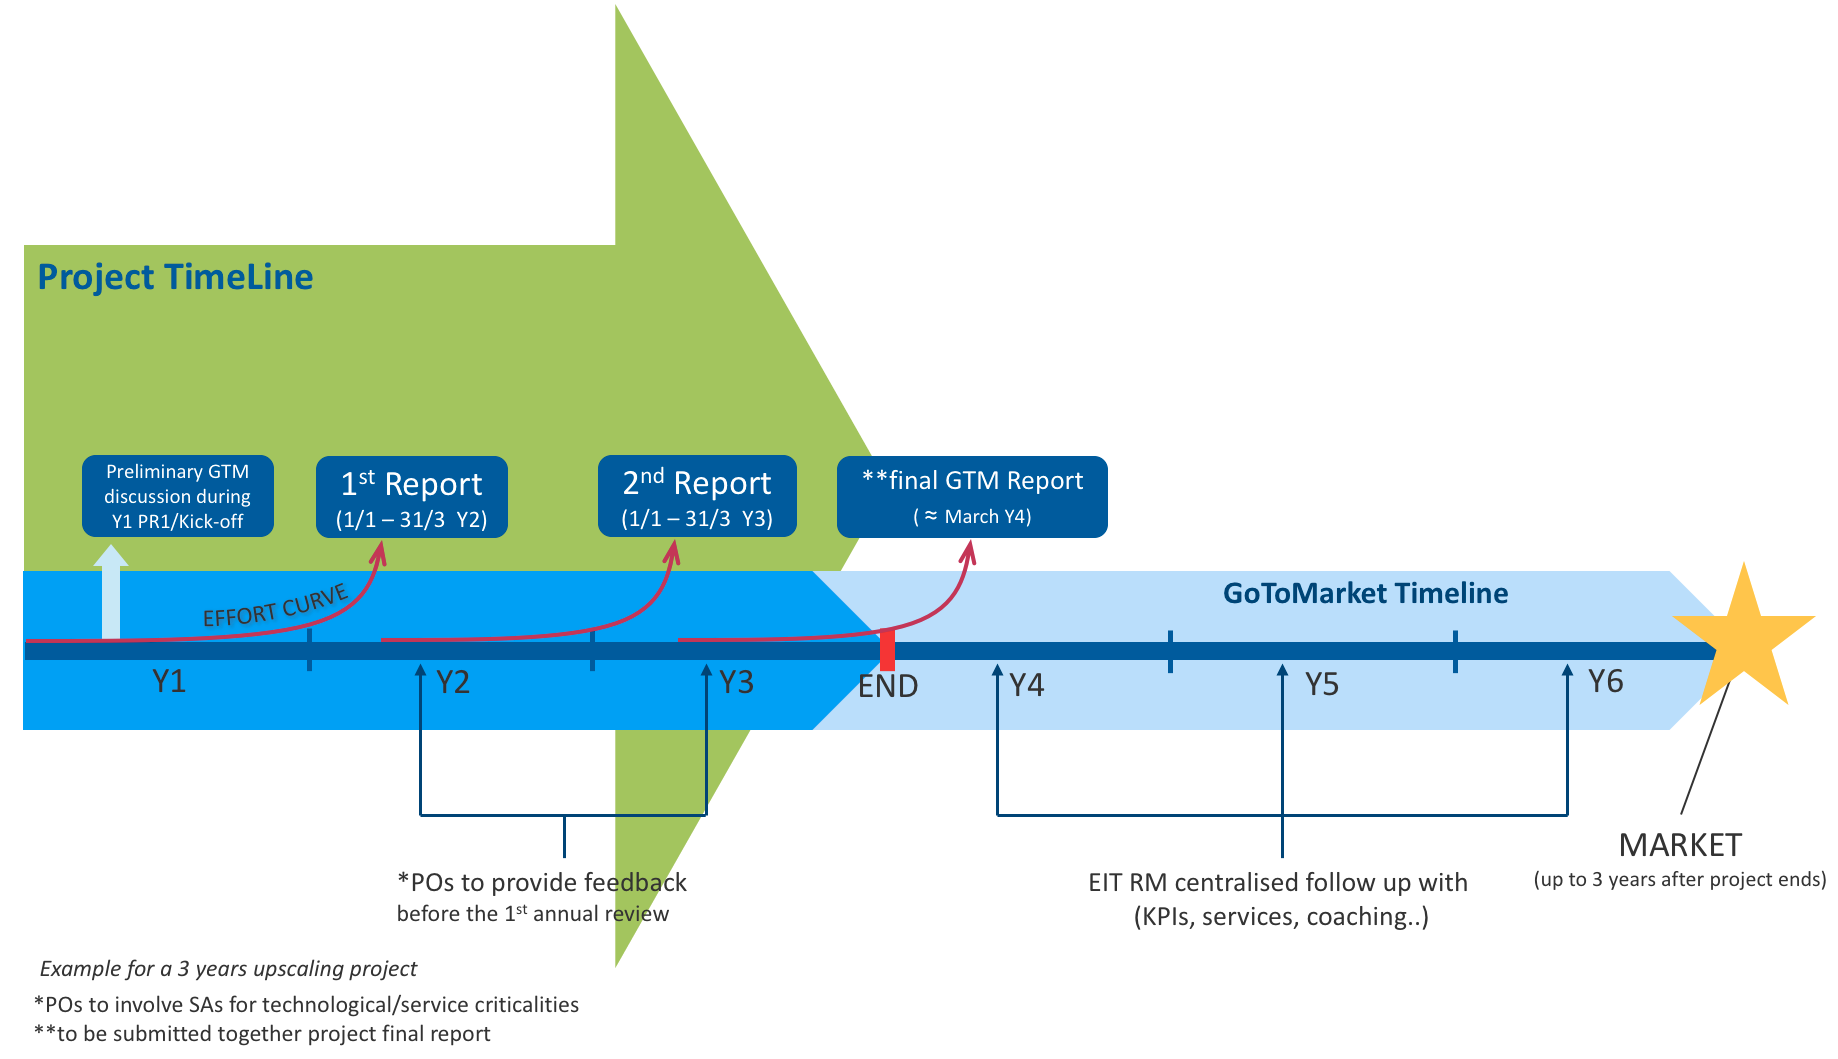 Project TimeLine
Preliminary GTM
discussion during
Y1 PR1/Kick-off
1st Report
(1/1 – 31/3 Y2)
2nd Report
(1/1 – 31/3 Y3)
**final GTM Report
( ≈ March Y4)
EFFORT CURVE
GoToMarket Timeline
Y1
Y2
Y3
END
Y4
Y5
Y6
*POs to provide feedback
before the 1st annual review
EIT RM centralised follow up with
(KPIs, services, coaching..)
MARKET
(up to 3 years after project ends)
Example for a 3 years upscaling project
*POs to involve SAs for technological/service criticalities
**to be submitted together project final report